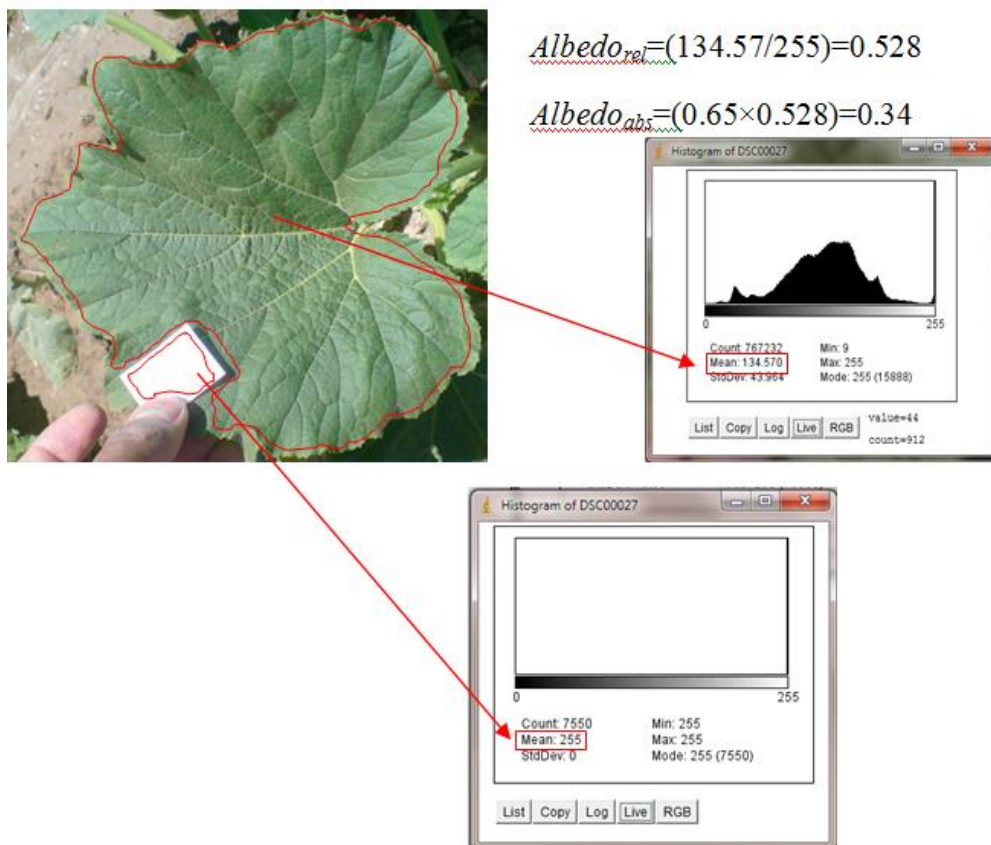 Albedo_rel=(134.57/255)=0.528
Albedo_abs=(0.65×0.528)=0.34
Histogram of DSC00027
0 255
Count: 767232 Min: 9
Mean: 134.570 Max: 255
StdDev: 43.964 Mode: 255 (15888)
List Copy Log Live RGB
value=44
count=912
Histogram of DSC00027
0 255
Count: 7550 Min: 255
Mean: 255 Max: 255
StdDev: 0 Mode: 255 (7550)
List Copy Log Live RGB